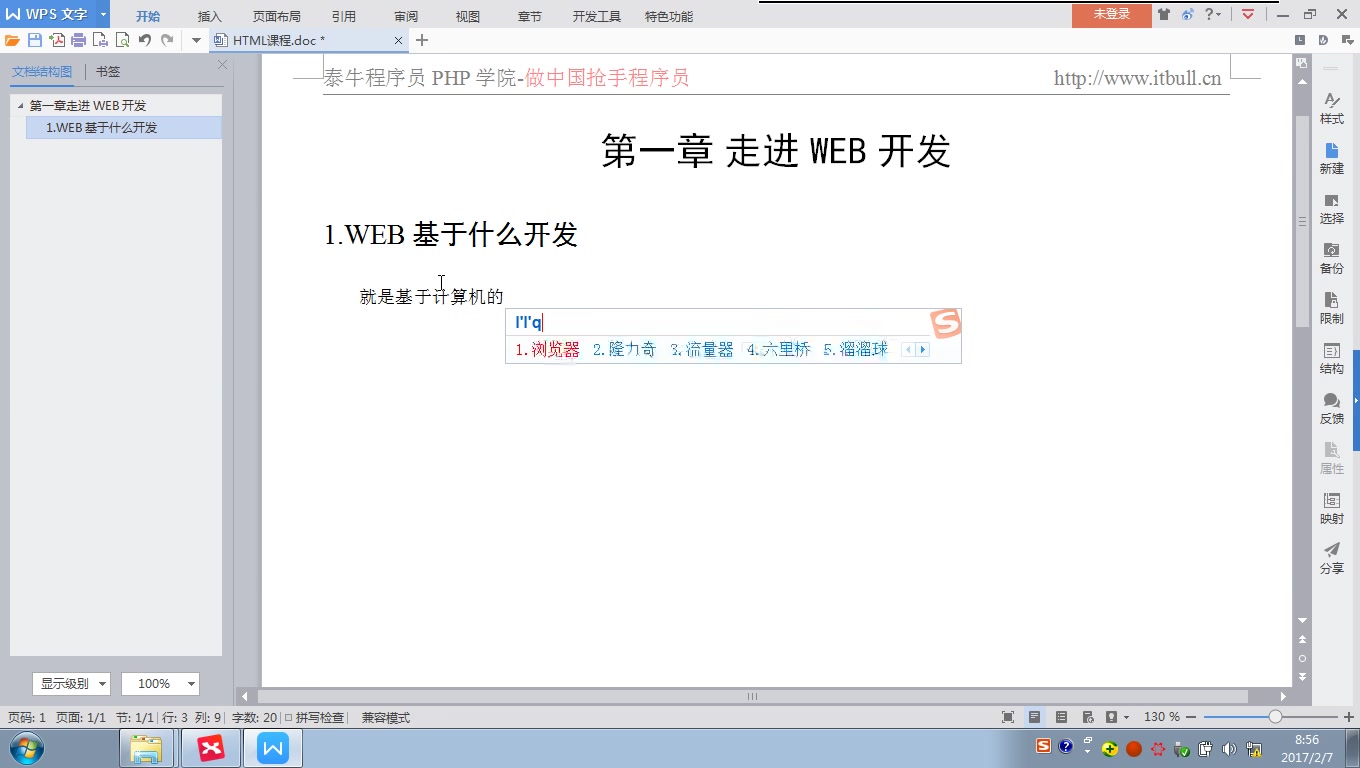 WPS 文字
开始 插入 页面布局 引用 审阅 视图 章节 开发工具 特色功能
未登录
HTML课程.doc *
文档结构图 书签
第一章走进 WEB 开发
1.WEB 基于什么开发
泰牛程序员 PHP 学院-做中国抢手程序员 http://www.itbull.cn
第一章 走进 WEB 开发
1.WEB 基于什么开发
就是基于计算机的
l'l'q
1.浏览器 2.隆力奇 3.流量器 4.六里桥 5.溜溜球
样式
新建
选择
备份
限制
结构
反馈
属性
映射
分享
显示级别 100%
页码: 1 页面: 1/1 节: 1/1 行: 3 列: 9 字数: 20 拼写检查 兼容模式 130 %
8:56
2017/2/7